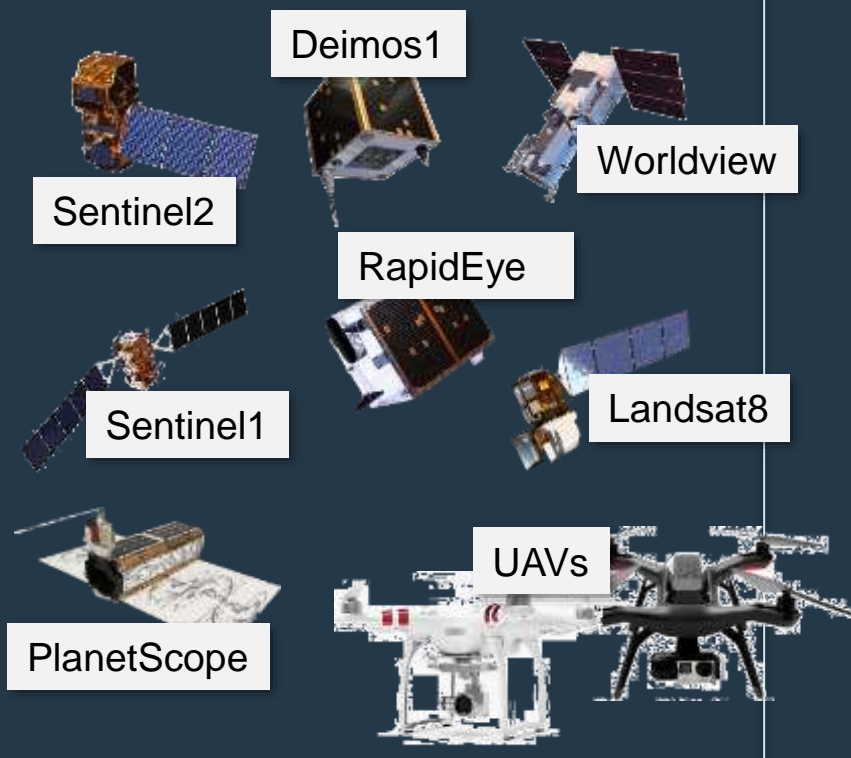 Deimos1
Worldview
Sentinel2
RapidEye
Landsat8
Sentinel1
UAVs
PlanetScope